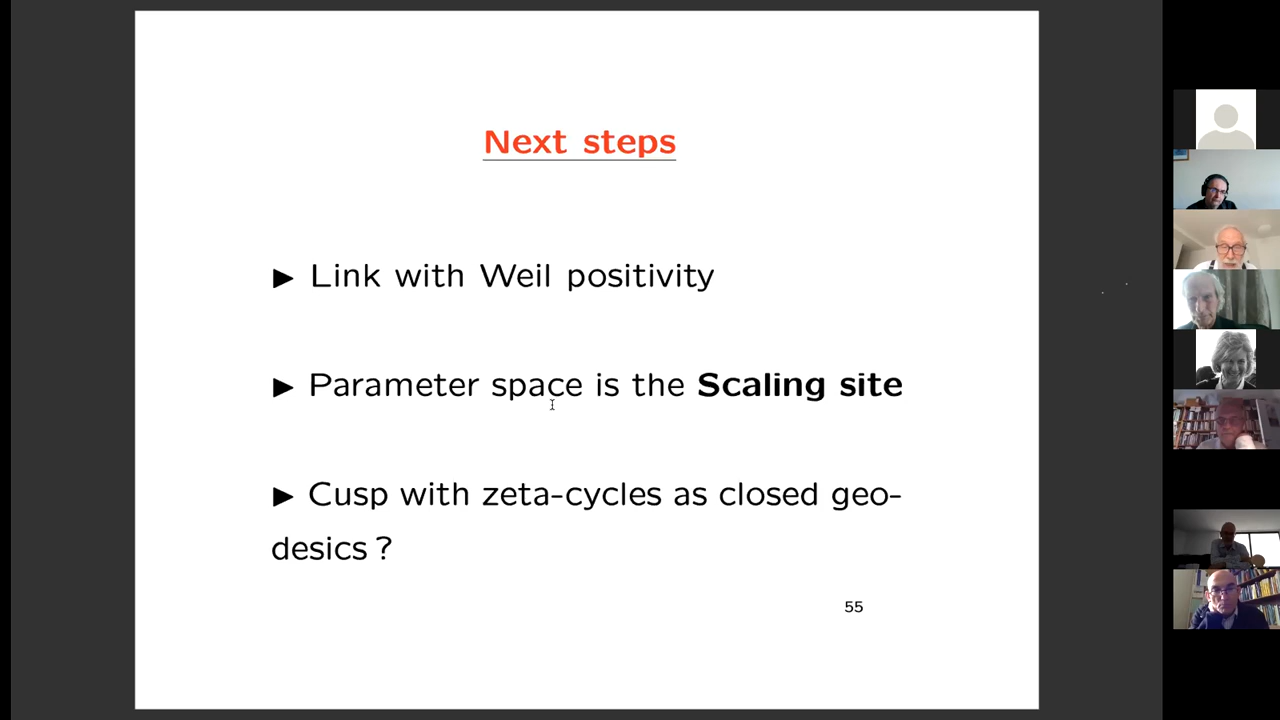 Next steps
▶ Link with Weil positivity
▶ Parameter space is the Scaling site
▶ Cusp with zeta-cycles as closed geo-
desics ?
55